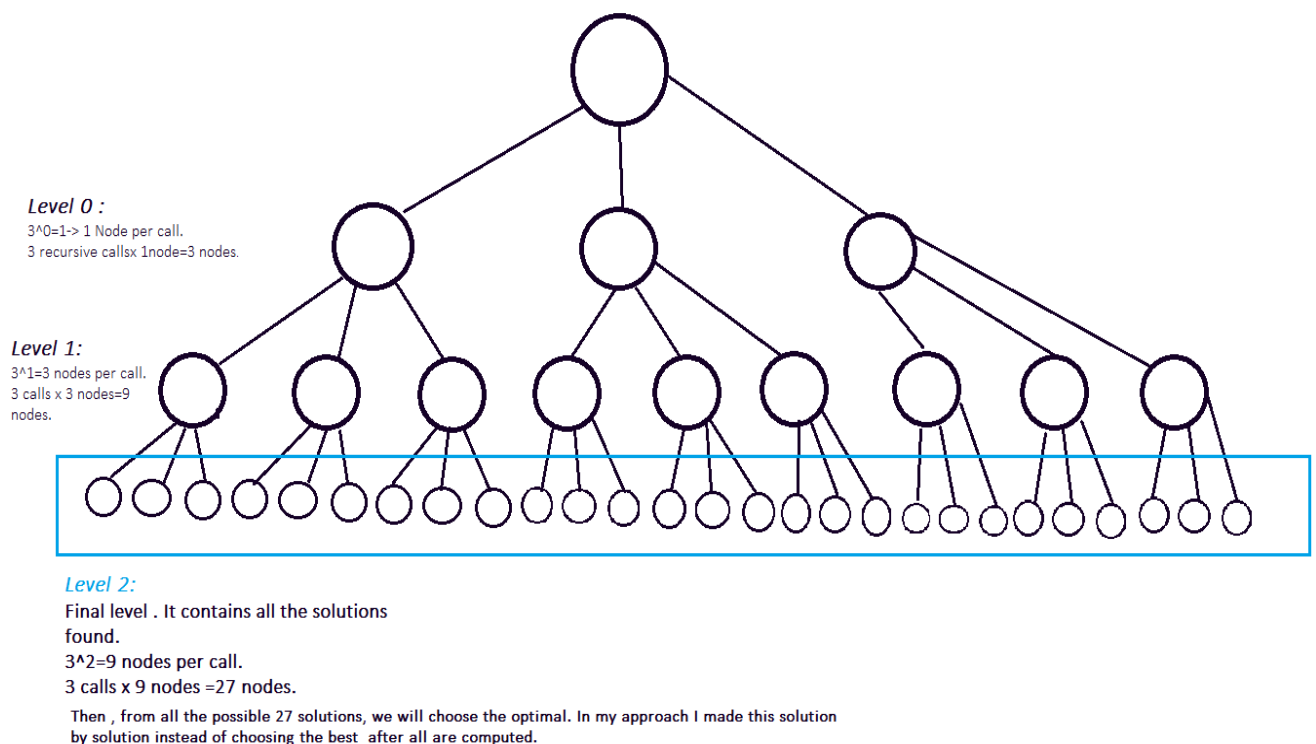 Level 0 :
3^0=1-> 1 Node per call.
3 recursive callsx 1node=3 nodes.
Level 1:
3^1=3 nodes per call.
3 calls x 3 nodes=9
nodes.
Level 2:
Final level . It contains all the solutions
found.
3^2=9 nodes per call.
3 calls x 9 nodes =27 nodes.
Then , from all the possible 27 solutions, we will choose the optimal. In my approach I made this solution
by solution instead of choosing the best after all are computed.